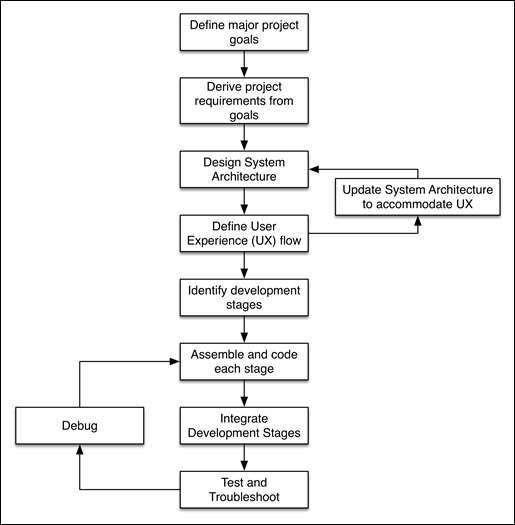 Define major project
goals
Derive project
requirements from
goals
Design System
Architecture
Update System Architecture
to accommodate UX
Define User
Experience (UX) flow
Identify development
stages
Assemble and code
each stage
Debug
Integrate
Development Stages
Test and
Troubleshoot